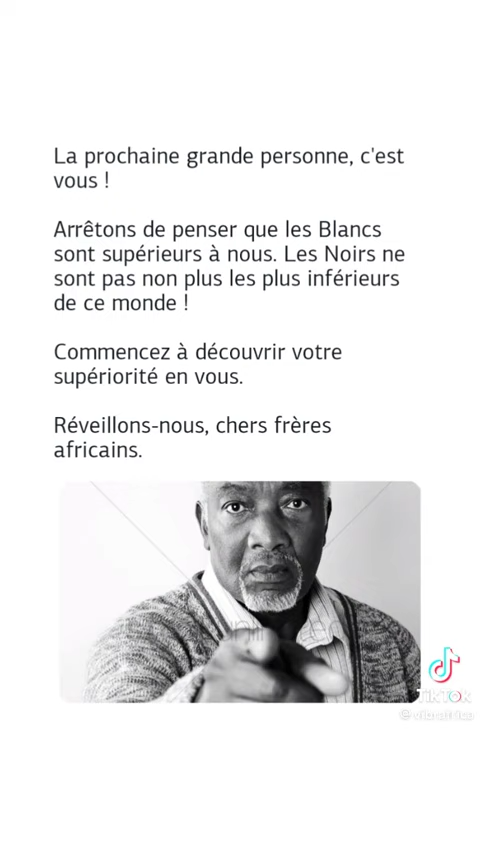 La prochaine grande personne, c'est
vous !
Arrêtons de penser que les Blancs
sont supérieurs à nous. Les Noirs ne
sont pas non plus les plus inférieurs
de ce monde !
Commencez à découvrir votre
supériorité en vous.
Réveillons-nous, chers frères
africains.
TikTok